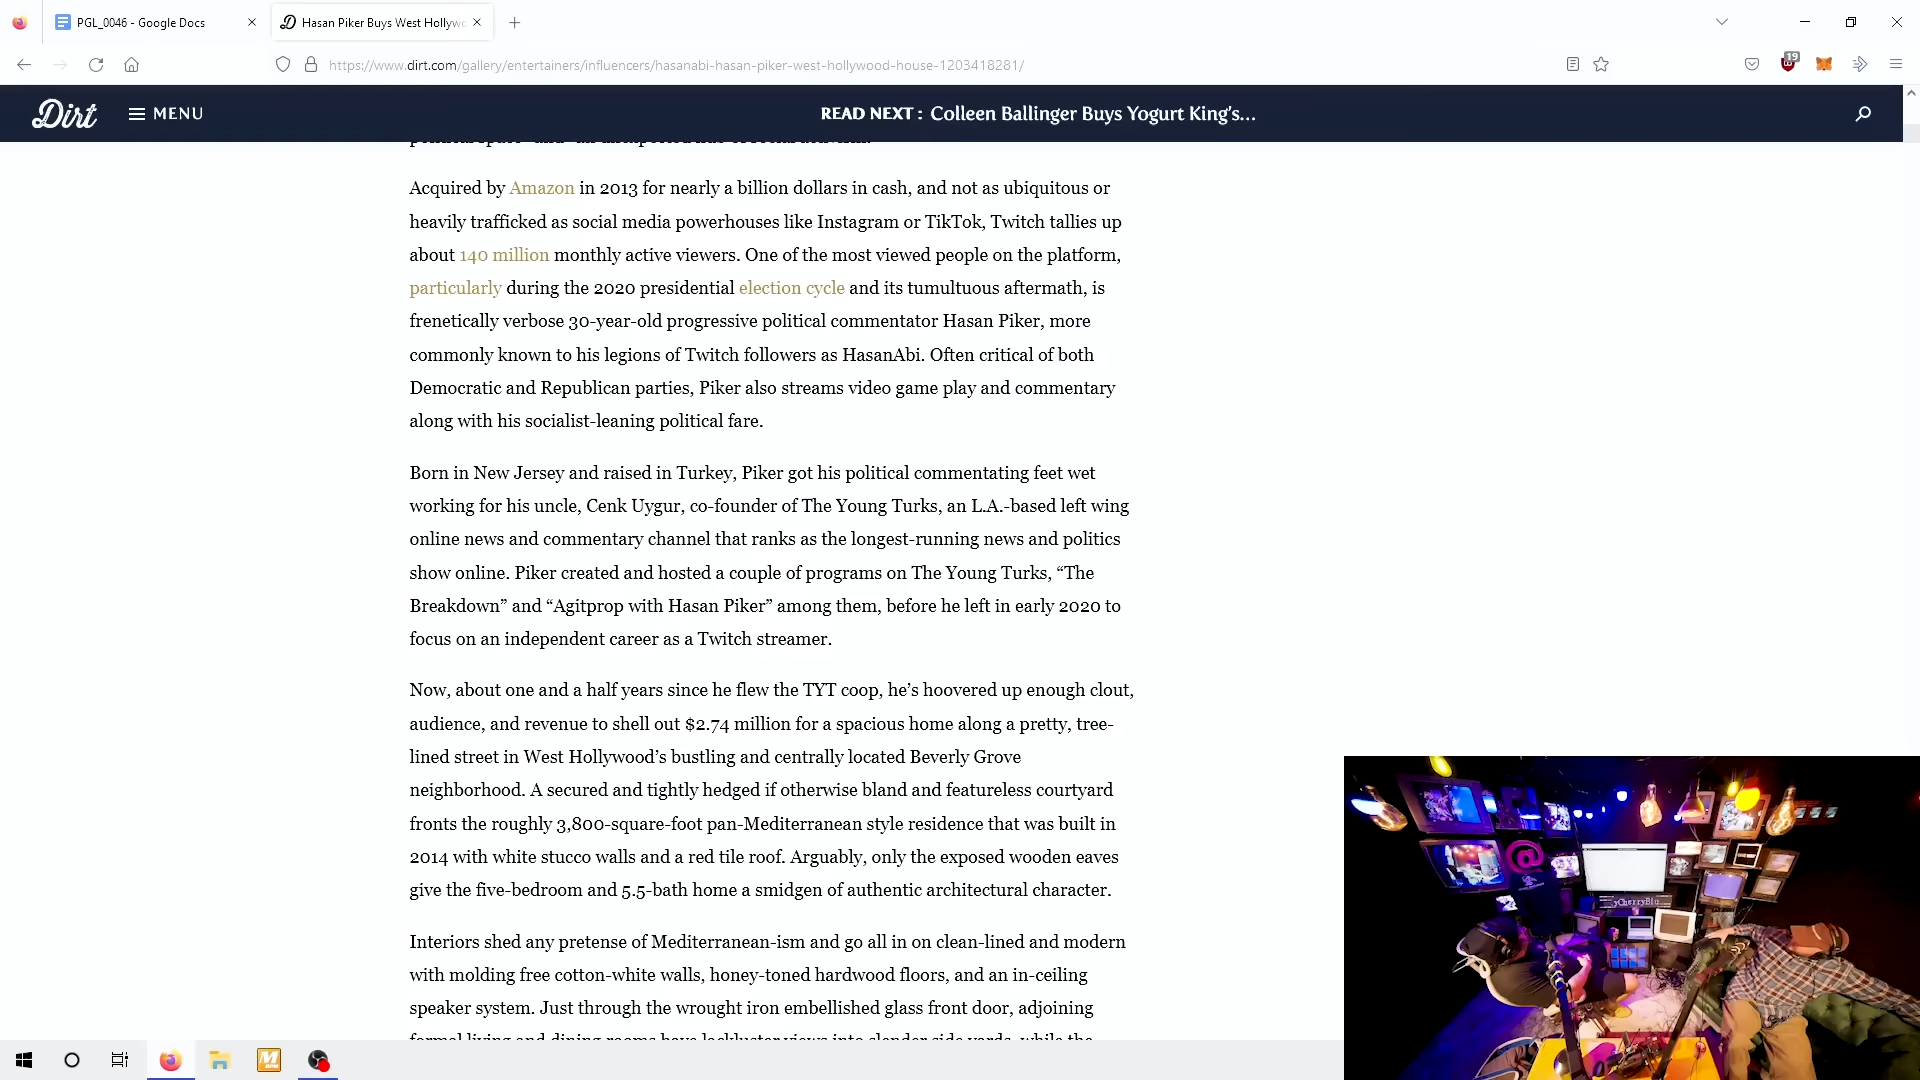 PGL_0046 - Google Docs
Hasan Piker Buys West Hollywo
https://www.dirt.com/gallery/entertainers/influencers/hasanabi-hasan-piker-west-hollywood-house-1203418281/
19
Dirt
MENU
READ NEXT : Colleen Ballinger Buys Yogurt King's...
Acquired by Amazon in 2013 for nearly a billion dollars in cash, and not as ubiquitous or
heavily trafficked as social media powerhouses like Instagram or TikTok, Twitch tallies up
about 140 million monthly active viewers. One of the most viewed people on the platform,
particularly during the 2020 presidential election cycle and its tumultuous aftermath, is
frenetically verbose 30-year-old progressive political commentator Hasan Piker, more
commonly known to his legions of Twitch followers as HasanAbi. Often critical of both
Democratic and Republican parties, Piker also streams video game play and commentary
along with his socialist-leaning political fare.
Born in New Jersey and raised in Turkey, Piker got his political commentating feet wet
working for his uncle, Cenk Uygur, co-founder of The Young Turks, an L.A.-based left wing
online news and commentary channel that ranks as the longest-running news and politics
show online. Piker created and hosted a couple of programs on The Young Turks, “The
Breakdown” and “Agitprop with Hasan Piker” among them, before he left in early 2020 to
focus on an independent career as a Twitch streamer.
Now, about one and a half years since he flew the TYT coop, he’s hoovered up enough clout,
audience, and revenue to shell out $2.74 million for a spacious home along a pretty, tree-
lined street in West Hollywood’s bustling and centrally located Beverly Grove
neighborhood. A secured and tightly hedged if otherwise bland and featureless courtyard
fronts the roughly 3,800-square-foot pan-Mediterranean style residence that was built in
2014 with white stucco walls and a red tile roof. Arguably, only the exposed wooden eaves
give the five-bedroom and 5.5-bath home a smidgen of authentic architectural character.
Interiors shed any pretense of Mediterranean-ism and go all in on clean-lined and modern
with molding free cotton-white walls, honey-toned hardwood floors, and an in-ceiling
speaker system. Just through the wrought iron embellished glass front door, adjoining
yCherryBlu
@
M